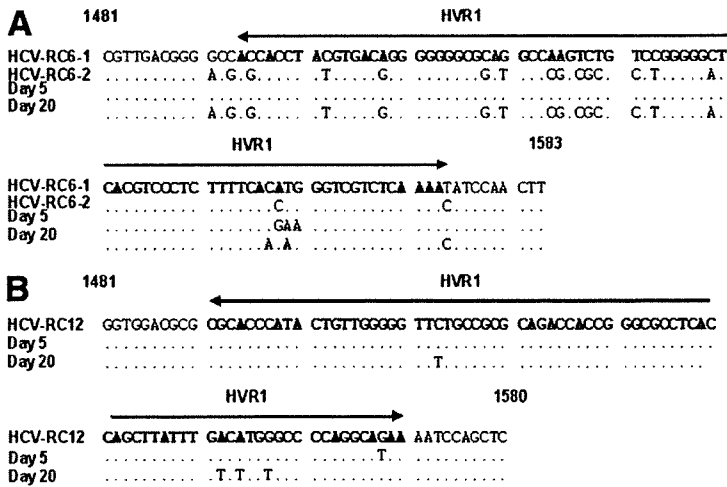 A
1481 HVR1
HCV-RC6-1 CGTTGACGGG GCCACCACCT ACGTGACAGG GGGGGCGCAG GCCAAGTCTG TCCGGGGGCT
HCV-RC6-2 .......... A.G.G..... .T......G. .......G.T ...CG.CGC. C.T......A.
Day 5 .......... .......... .......... .......... .......... ..........
Day 20 .......... A.G.G..... .T......G. .......G.T ...CG.CGC. C.T......A.
HVR1 1583
HCV-RC6-1 CACGTCCCTC TTTTCACATG GGTCGTCTCA AAATATCCAA CTT
HCV-RC6-2 .......... .......C.. .......... ....C..... ...
Day 5 .......... .......GAA .......... .......... ...
Day 20 .......... ......A.A. .......... ....C..... ...
B
1481 HVR1
HCV-RC12 GGTGGACGCG CGCACCCATA CTGTTGGGGG TTCTGCCGCG CAGACCACCG GGCGCCTCAC
Day 5 .......... .......... .......... .......... .......... ..........
Day 20 .......... .......... .......... ..T....... .......... ..........
HVR1 1580
HCV-RC12 CAGCTTATTT GACATGGGCC CCAGGCAGAA AATCCAGCTC
Day 5 .......... .......... .......T.. ..........
Day 20 .......... .T.T..T... .......... ..........